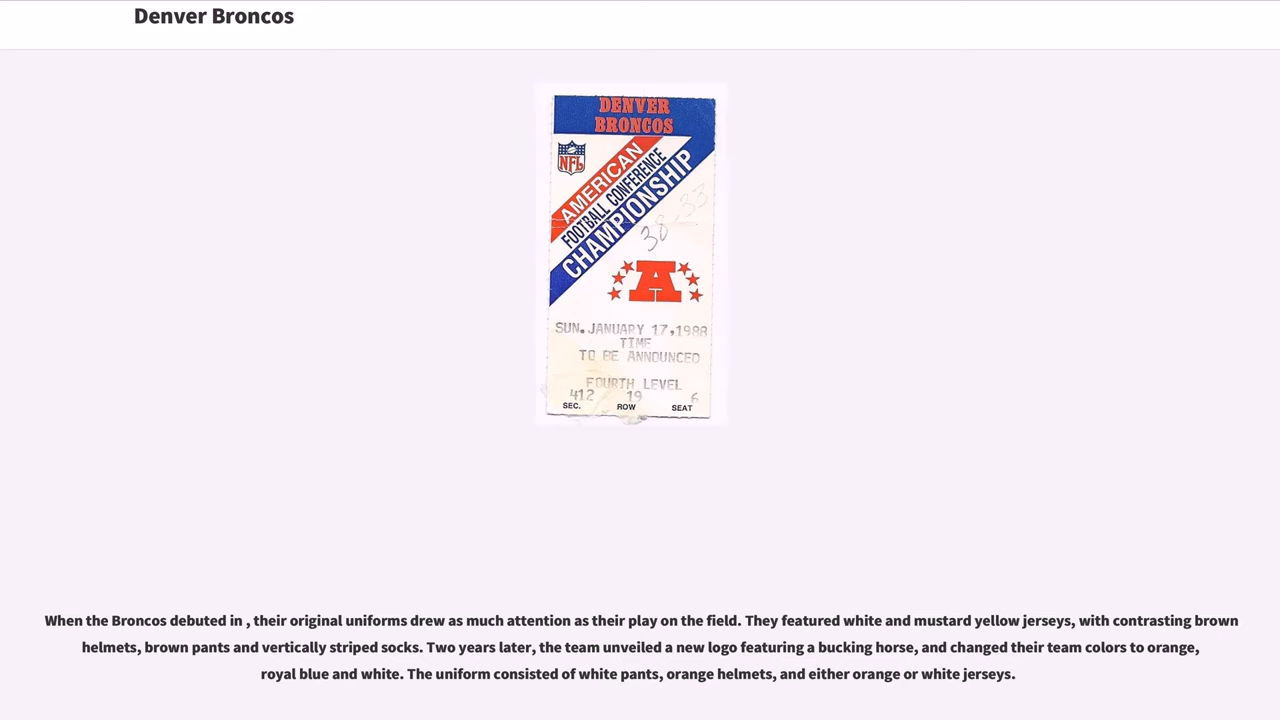 Denver Broncos
DENVER
BRONCOS
NFL
AMERICAN
FOOTBALL CONFERENCE
CHAMPIONSHIP
38-33
A
SUN. JANUARY 17,1988
TIME
TO BE ANNOUNCED
FOURTH LEVEL
412 19 6
SEC. ROW SEAT
When the Broncos debuted in , their original uniforms drew as much attention as their play on the field. They featured white and mustard yellow jerseys, with contrasting brown
helmets, brown pants and vertically striped socks. Two years later, the team unveiled a new logo featuring a bucking horse, and changed their team colors to orange,
royal blue and white. The uniform consisted of white pants, orange helmets, and either orange or white jerseys.